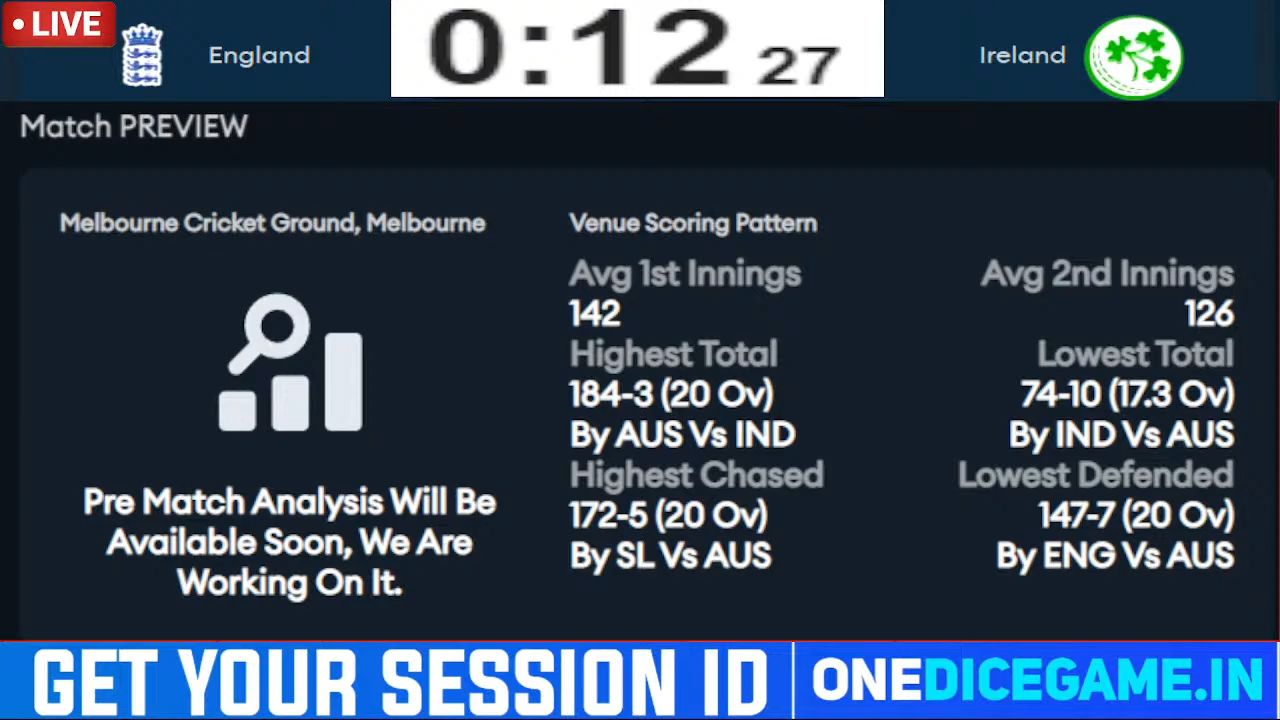 • LIVE
England
0:12 27
Ireland
Match PREVIEW
Melbourne Cricket Ground, Melbourne
Pre Match Analysis Will Be
Available Soon, We Are
Working On It.
Venue Scoring Pattern
Avg 1st Innings
142
Avg 2nd Innings
126
Highest Total
184-3 (20 Ov)
By AUS Vs IND
Lowest Total
74-10 (17.3 Ov)
By IND Vs AUS
Highest Chased
172-5 (20 Ov)
By SL Vs AUS
Lowest Defended
147-7 (20 Ov)
By ENG Vs AUS
GET YOUR SESSION ID
ONEDICEGAME.IN